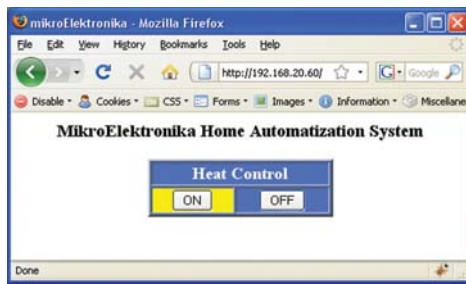 mikroElektronika - Mozilla Firefox
File Edit View History Bookmarks Tools Help
http://192.168.20.60/ G Google
Disable Cookies CSS Forms Images Information Miscellane
MikroElektronika Home Automatization System
Heat Control
ON OFF
Done